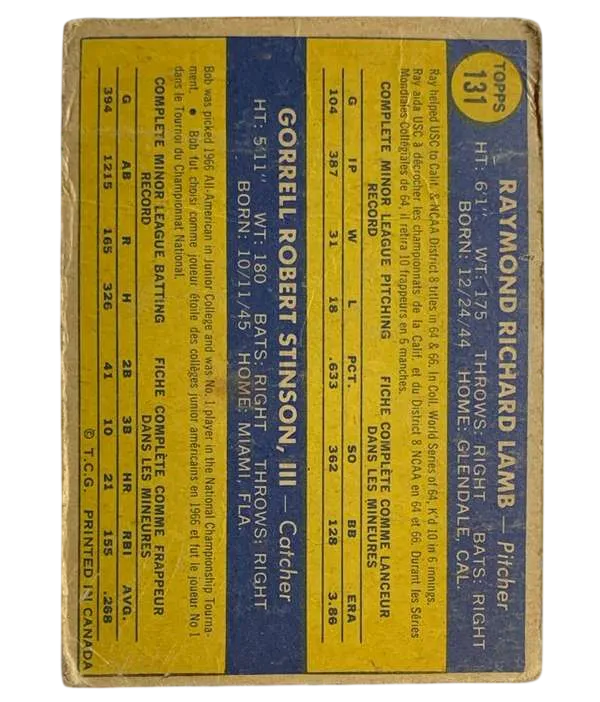 TOPPS
131
RAYMOND RICHARD LAMB — Pitcher
HT: 6'1" WT: 175 THROWS: RIGHT BATS: RIGHT
BORN: 12/24/44 HOME: GLENDALE, CAL.
Ray helped USC to Calif. & NCAA District 8 titles in 64 & 66. In Coll. World Series of 64, K'd 10 in 6 innings.
Ray aida USC à décrocher les championnats de la Calif. et du District 8 NCAA en 64 et 66. Durant les Séries
Mondiales Collégiales de 64, il retira 10 frappeurs en 6 manches.
COMPLETE MINOR LEAGUE PITCHING RECORD
FICHE COMPLÈTE COMME LANCEUR DANS LES MINEURES
G IP W L PCT. SO BB ERA
104 387 31 18 .633 362 128 3.86
GORRELL ROBERT STINSON, III — Catcher
HT: 5'11" WT: 180 BATS: RIGHT THROWS: RIGHT
BORN: 10/11/45 HOME: MIAMI, FLA.
Bob was picked 1966 All-American in Junior College and was No. 1 player in the National Championship Tourna-
ment. ● Bob fut choisi comme joueur étoile des collèges junior américains en 1966 et fut le joueur No 1
dans le Tournoi du Championnat National.
COMPLETE MINOR LEAGUE BATTING RECORD
FICHE COMPLÈTE COMME FRAPPEUR DANS LES MINEURES
G AB R H 2B 3B HR RBI AVG.
394 1215 165 326 41 10 21 155 .268
© T.C.G. PRINTED IN CANADA